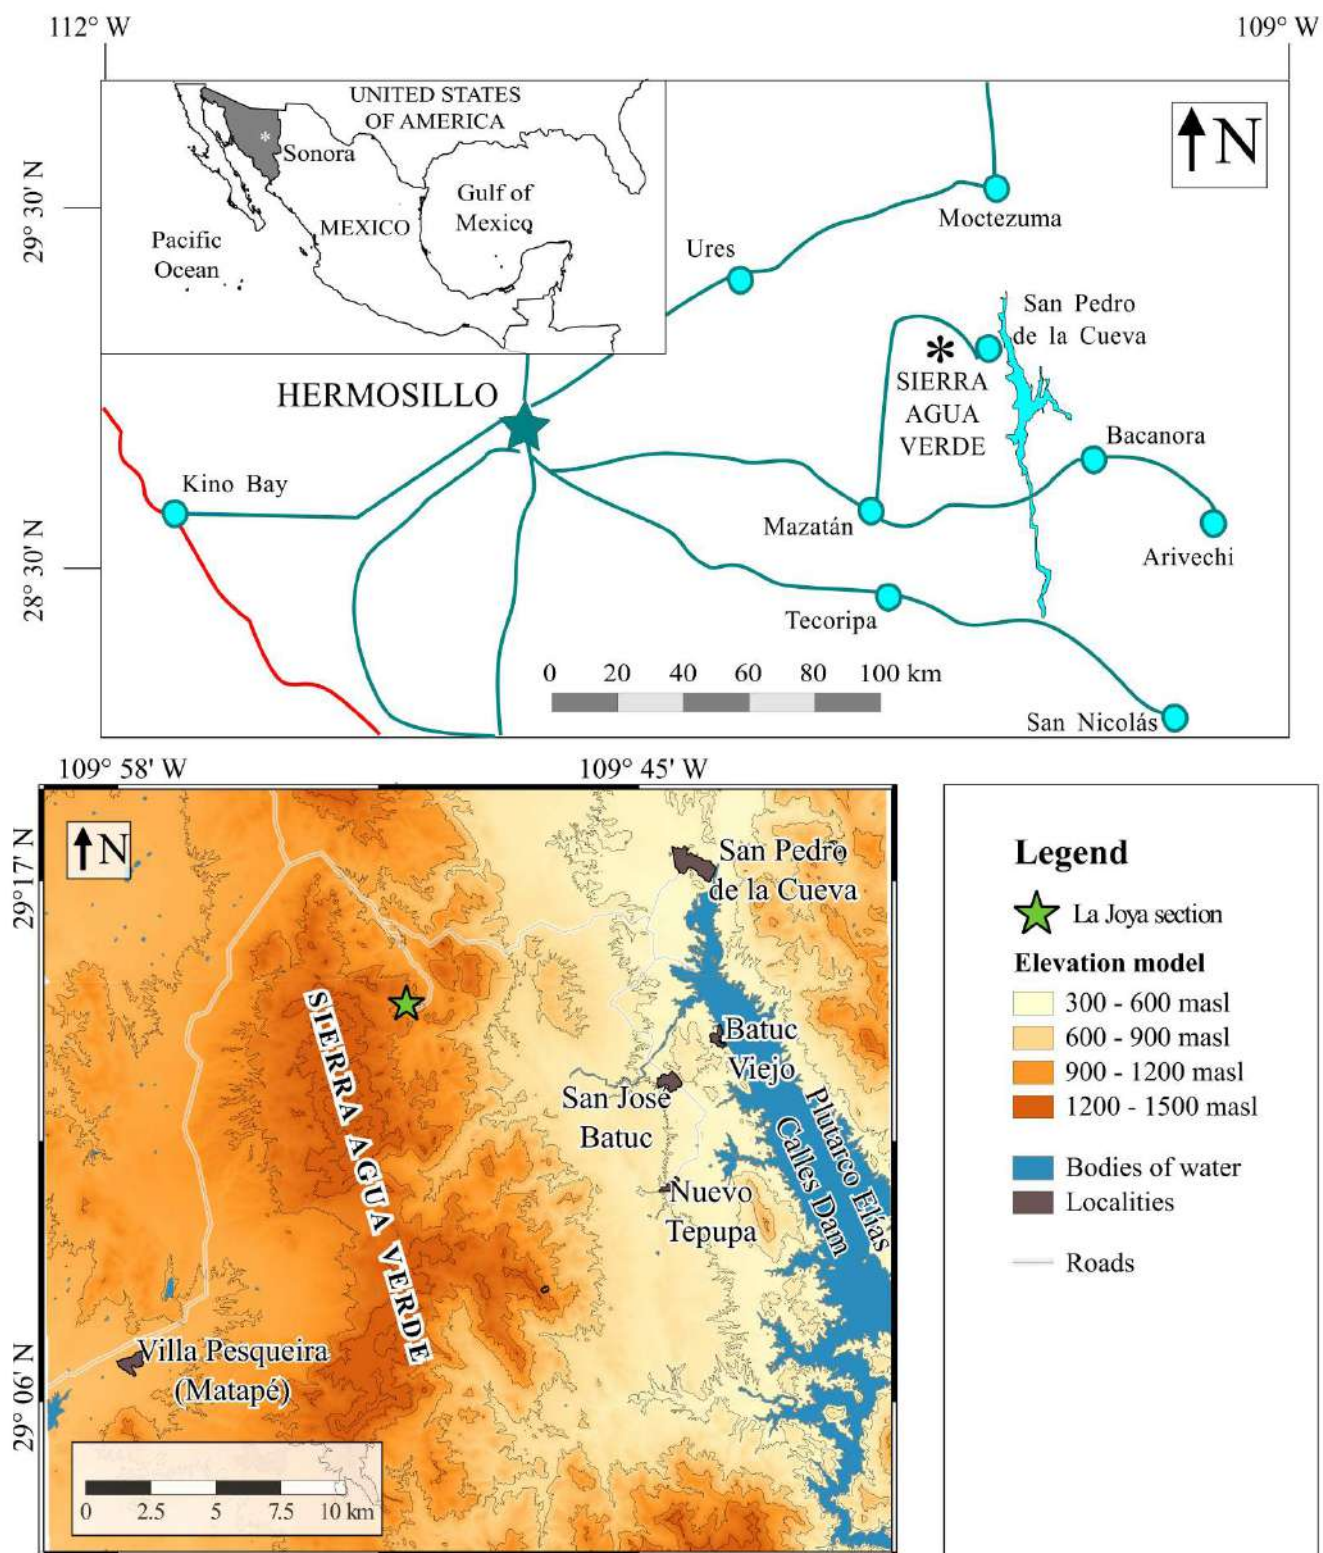 112° W
109° W
29° 30' N
28° 30' N
UNITED STATES
OF AMERICA
Sonora
Gulf of
Mexico
MEXICO
Pacific
Ocean
N
Moctezuma
Ures
San Pedro
de la Cueva
*
SIERRA
AGUA
VERDE
HERMOSILLO
Bacanora
Kino Bay
Mazatán
Arivechi
Tecoripa
0 20 40 60 80 100 km
San Nicolás
109° 58' W
109° 45' W
29° 17' N
29° 06' N
N
San Pedro
de la Cueva
SIERRA AGUA VERDE
Batuc
Viejo
San José
Batuc
Plutarco Elías
Calles Dam
Nuevo
Tepupa
Villa Pesqueira
(Matapé)
0 2.5 5 7.5 10 km
Legend
La Joya section
Elevation model
300 - 600 masl
600 - 900 masl
900 - 1200 masl
1200 - 1500 masl
Bodies of water
Localities
Roads